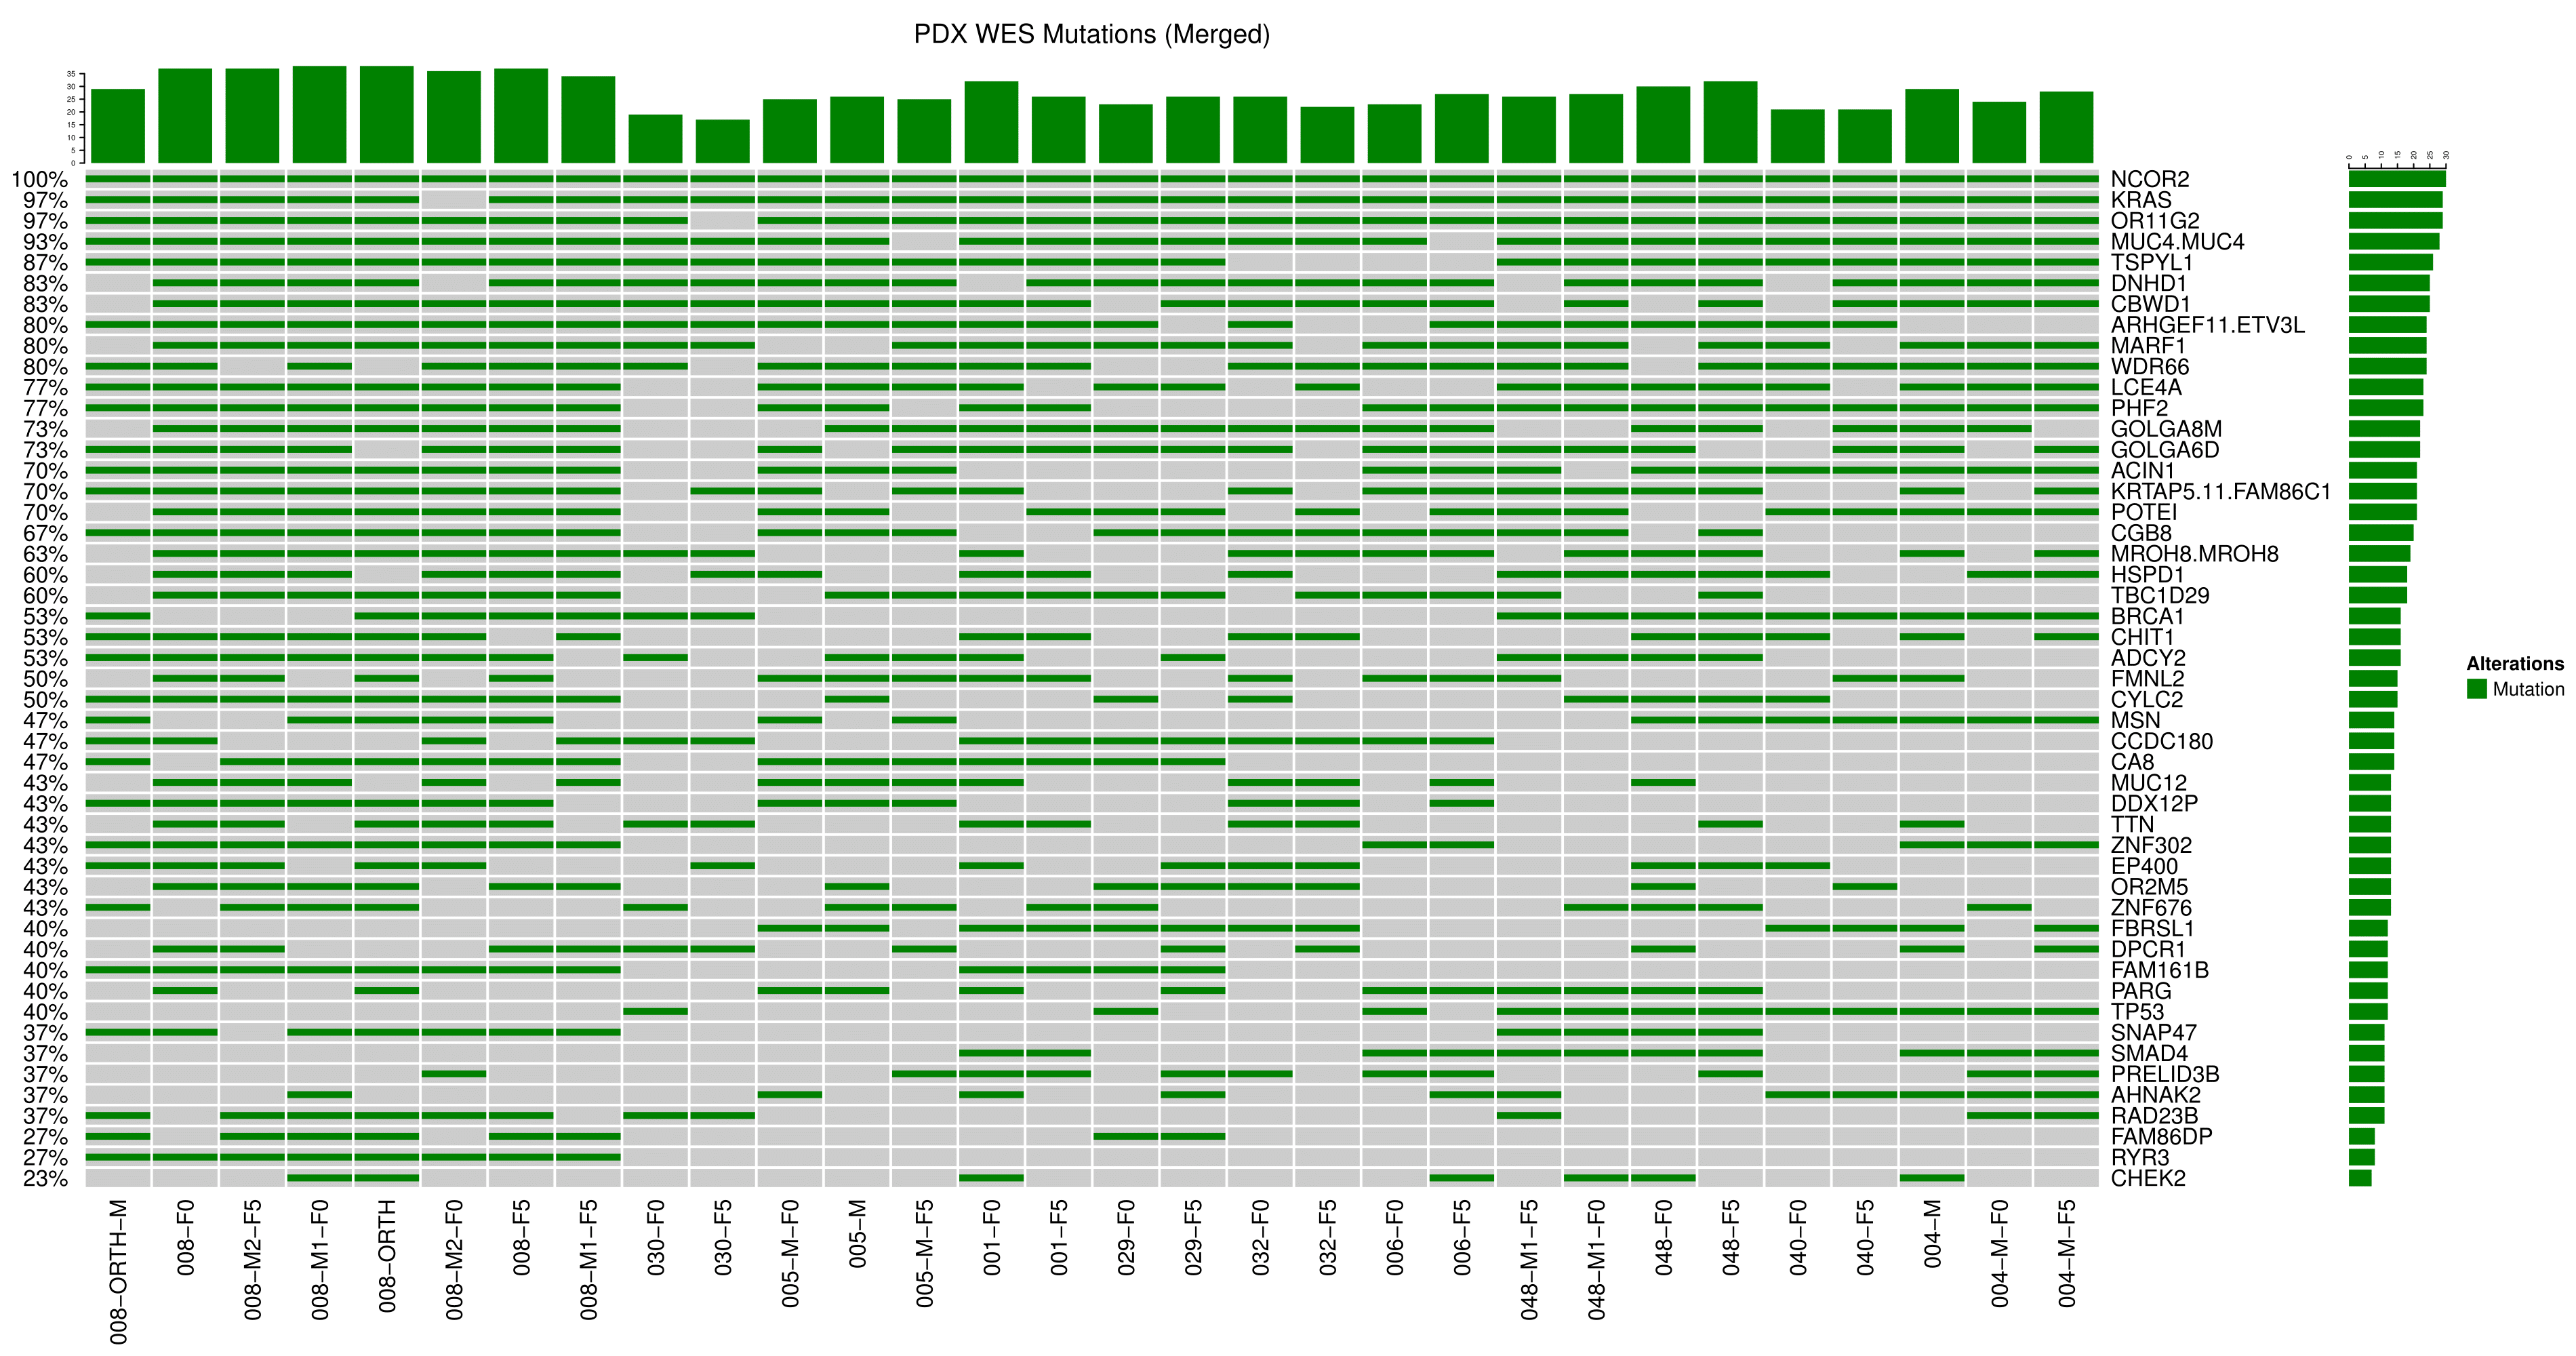 PDX WES Mutations (Merged)
35
30
25
20
15
10
5
0
0 5 10 15 20 25 30
100% NCOR2
97% KRAS
97% OR11G2
93% MUC4.MUC4
87% TSPYL1
83% DNHD1
83% CBWD1
80% ARHGEF11.ETV3L
80% MARF1
80% WDR66
77% LCE4A
77% PHF2
73% GOLGA8M
73% GOLGA6D
70% ACIN1
70% KRTAP5.11.FAM86C1
70% POTEI
67% CGB8
63% MROH8.MROH8
60% HSPD1
60% TBC1D29
53% BRCA1
53% CHIT1
53% ADCY2
50% FMNL2
50% CYLC2
47% MSN
47% CCDC180
47% CA8
43% MUC12
43% DDX12P
43% TTN
43% ZNF302
43% EP400
43% OR2M5
43% ZNF676
40% FBRSL1
40% DPCR1
40% FAM161B
40% PARG
40% TP53
37% SNAP47
37% SMAD4
37% PRELID3B
37% AHNAK2
37% RAD23B
27% FAM86DP
27% RYR3
23% CHEK2
Alterations
Mutation
008−ORTH−M
008−F0
008−M2−F5
008−M1−F0
008−ORTH
008−M2−F0
008−F5
008−M1−F5
030−F0
030−F5
005−M−F0
005−M
005−M−F5
001−F0
001−F5
029−F0
029−F5
032−F0
032−F5
006−F0
006−F5
048−M1−F5
048−M1−F0
048−F0
048−F5
040−F0
040−F5
004−M
004−M−F0
004−M−F5